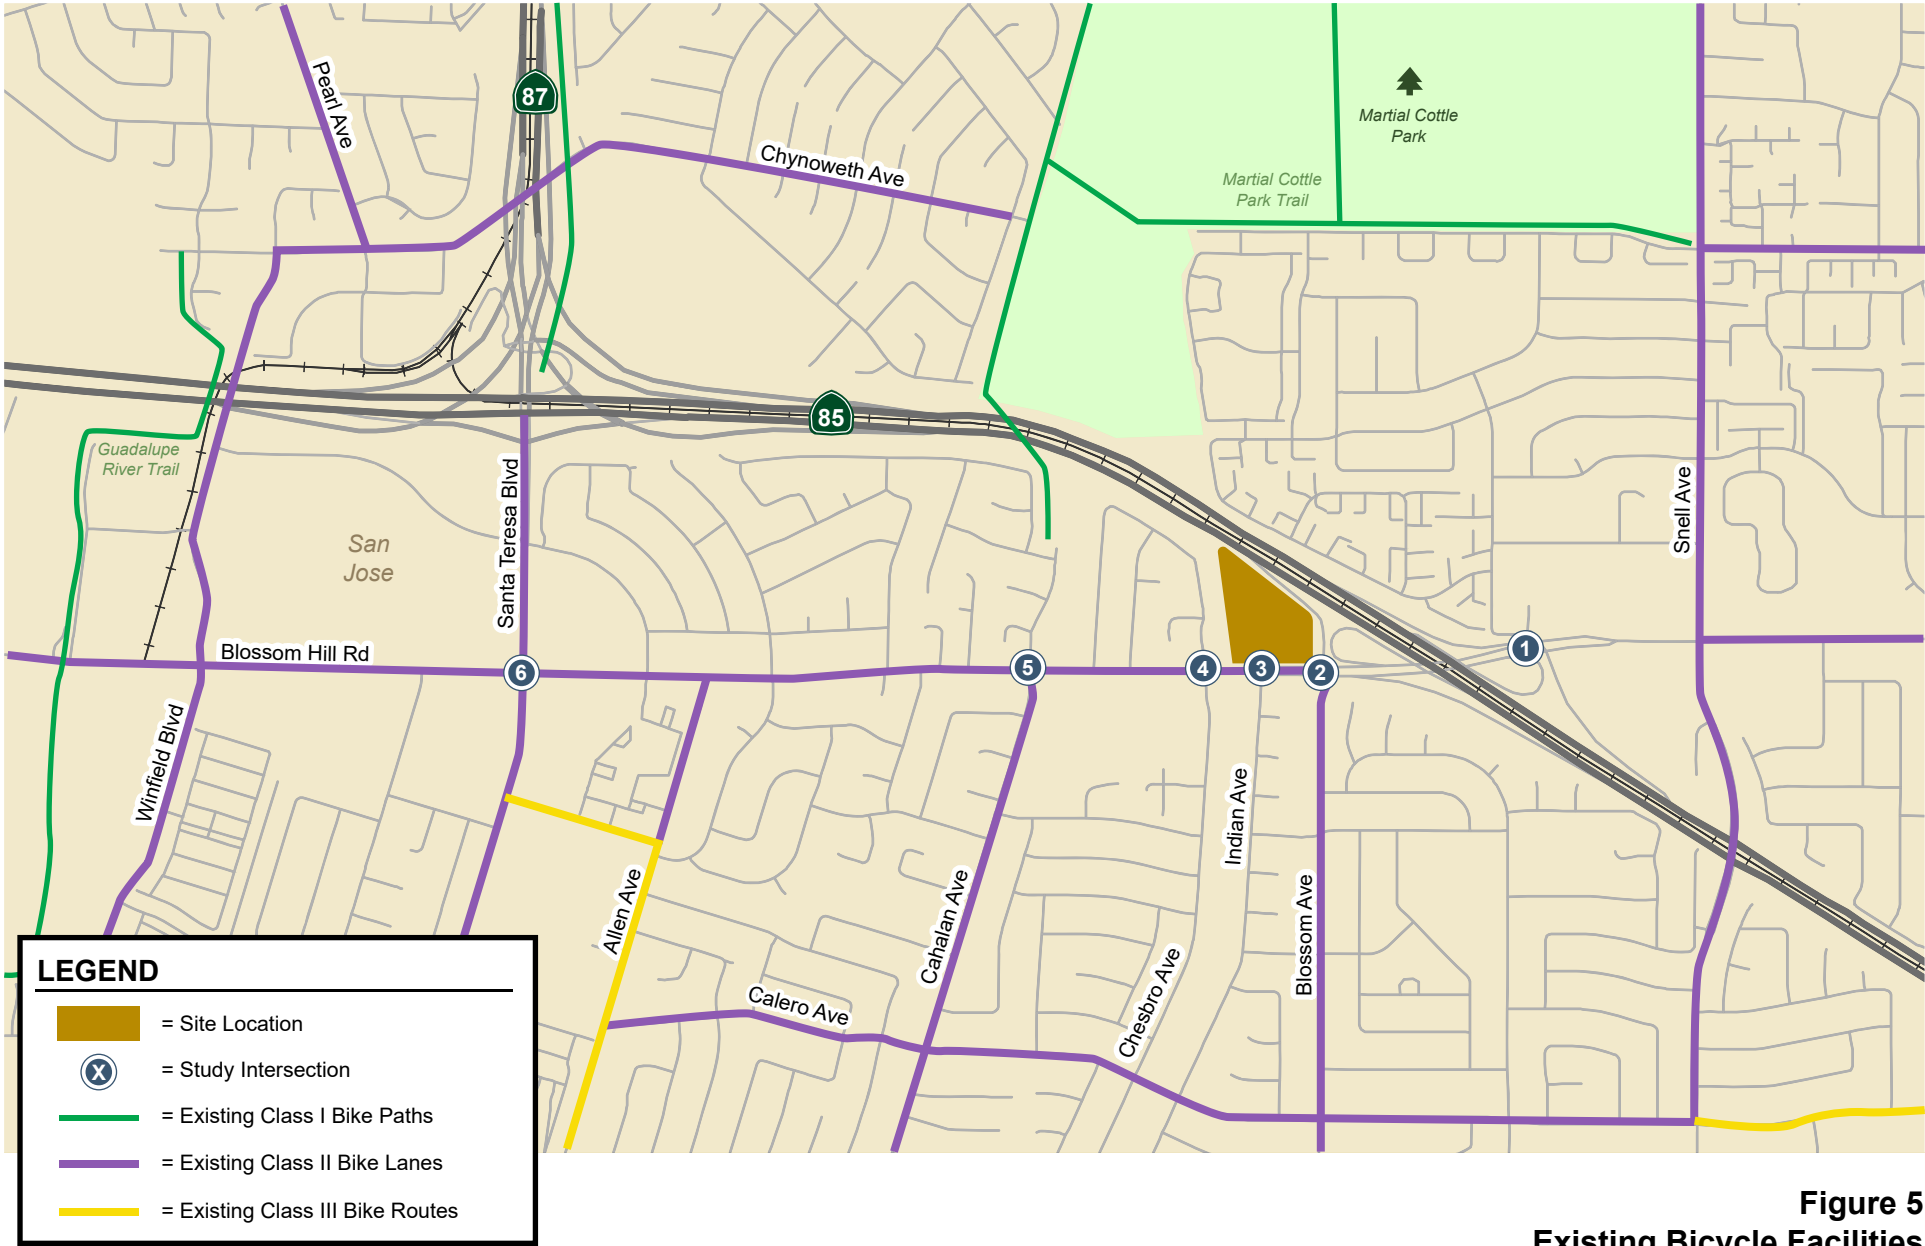 Pearl Ave
87
Chynoweth Ave
Martial Cottle
Park
Martial Cottle
Park Trail
85
Guadalupe
River Trail
San
Jose
Santa Teresa Blvd
Snell Ave
Blossom Hill Rd
6
5
4
3
2
1
Winfield Blvd
Allen Ave
Cahalan Ave
Indian Ave
Blossom Ave
Chesbro Ave
Calero Ave
LEGEND
= Site Location
X = Study Intersection
= Existing Class I Bike Paths
= Existing Class II Bike Lanes
= Existing Class III Bike Routes
Figure 5
Existing Bicycle Facilities